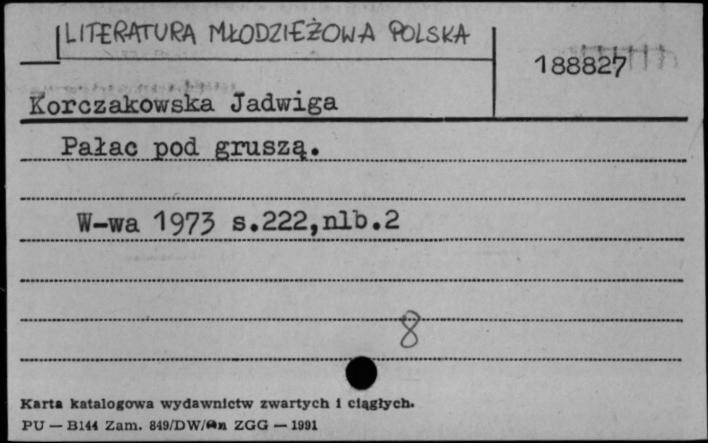 LITERATURA MŁODZIEŻOWA POLSKA
188827
Korczakowska Jadwiga
Pałac pod gruszą.
W-wa 1973 s.222,nlb.2
8
Karta katalogowa wydawnictw zwartych i ciągłych.
PU — B144 Zam. 849/DW/ ZGG — 1991